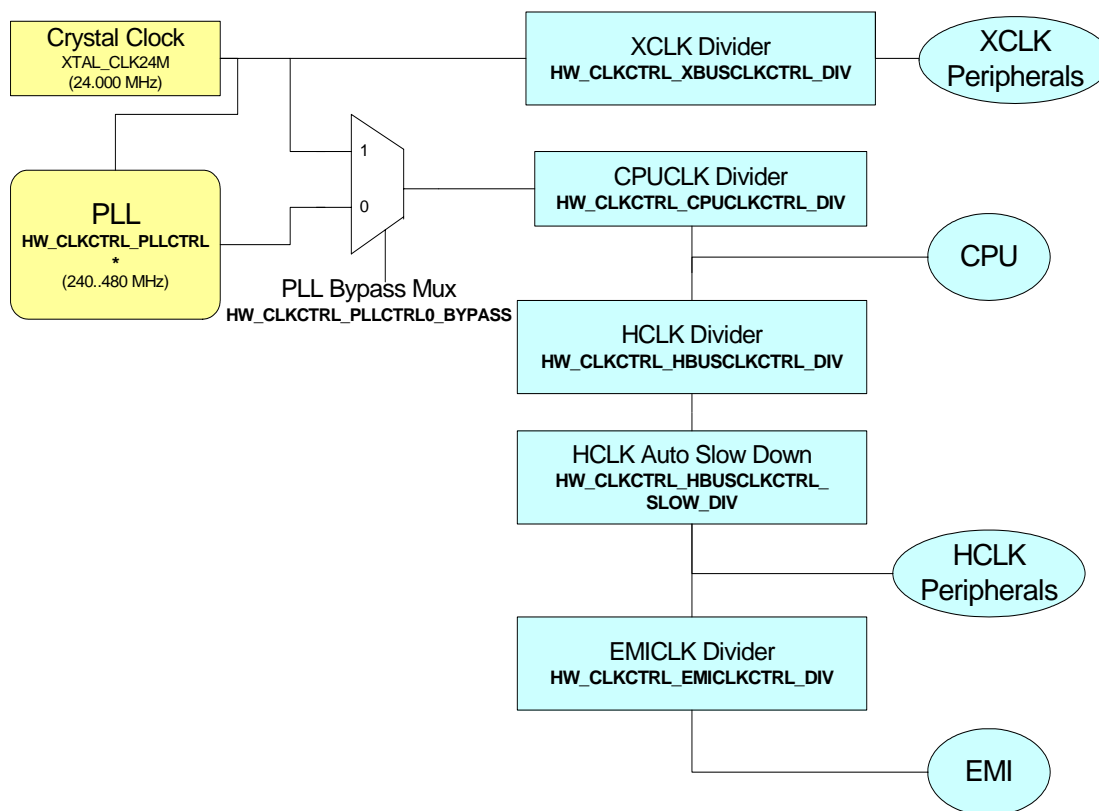 Crystal Clock
XTAL_CLK24M
(24.000 MHz)
XCLK Divider
HW_CLKCTRL_XBUSCLKCTRL_DIV
XCLK
Peripherals
1
0
CPUCLK Divider
HW_CLKCTRL_CPUCLKCTRL_DIV
PLL
HW_CLKCTRL_PLLCTRL
*
(240..480 MHz)
CPU
PLL Bypass Mux
HW_CLKCTRL_PLLCTRL0_BYPASS
HCLK Divider
HW_CLKCTRL_HBUSCLKCTRL_DIV
HCLK Auto Slow Down
HW_CLKCTRL_HBUSCLKCTRL_
SLOW_DIV
HCLK
Peripherals
EMICLK Divider
HW_CLKCTRL_EMICLKCTRL_DIV
EMI